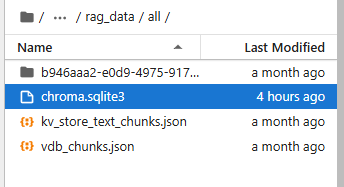 / ... / rag_data / all /
Name Last Modified
b946aaa2-e0d9-4975-917... a month ago
chroma.sqlite3 4 hours ago
kv_store_text_chunks.json a month ago
vdb_chunks.json a month ago